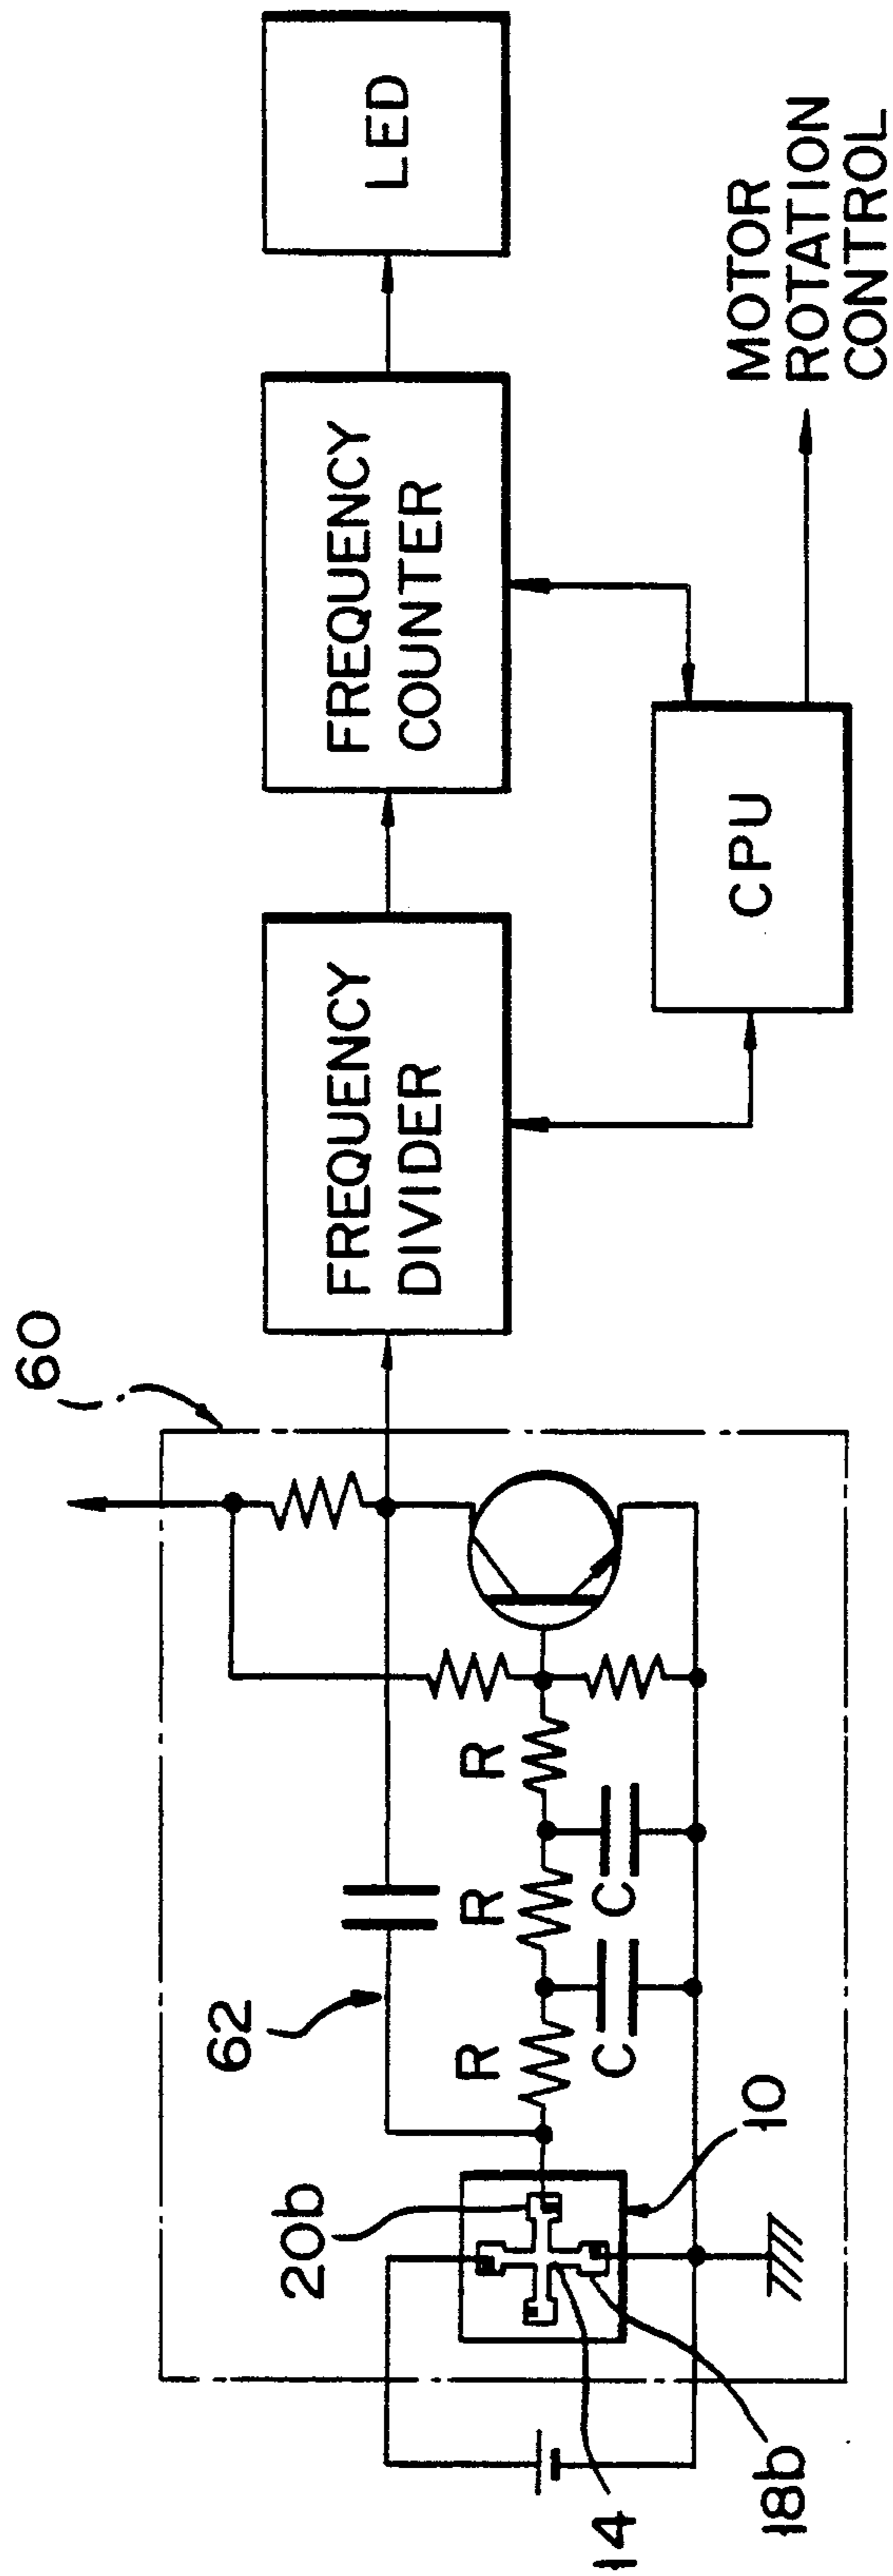 60
62
20b
R
R
R
C
C
10
14
18b
FREQUENCY
DIVIDER
FREQUENCY
COUNTER
LED
CPU
MOTOR
ROTATION
CONTROL